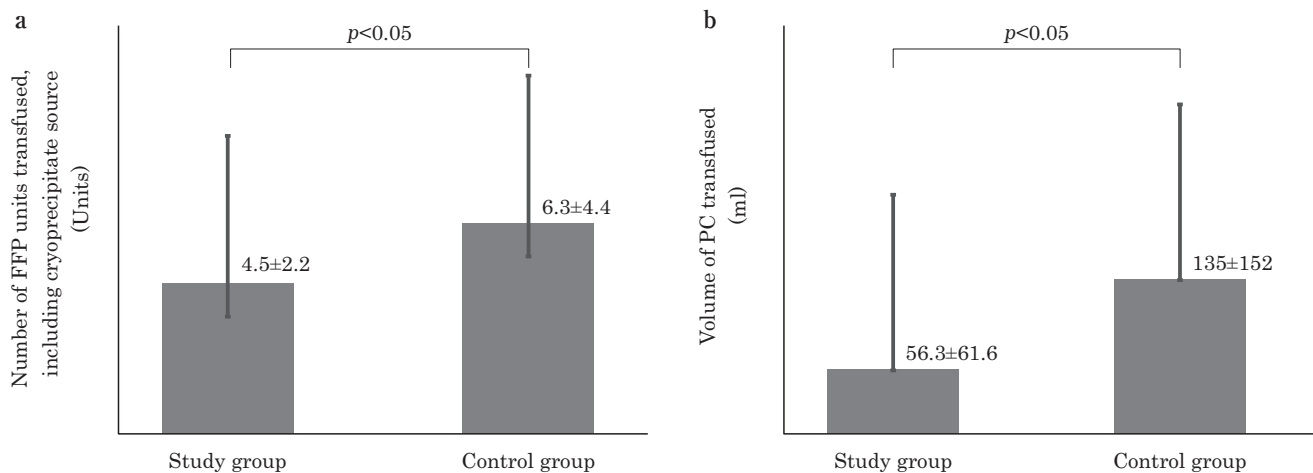 a
p<0.05
Number of FFP units transfused,
including cryoprecipitate source
(Units)
4.5±2.2
6.3±4.4
Study group
Control group
b
p<0.05
Volume of PC transfused
(ml)
56.3±61.6
135±152
Study group
Control group